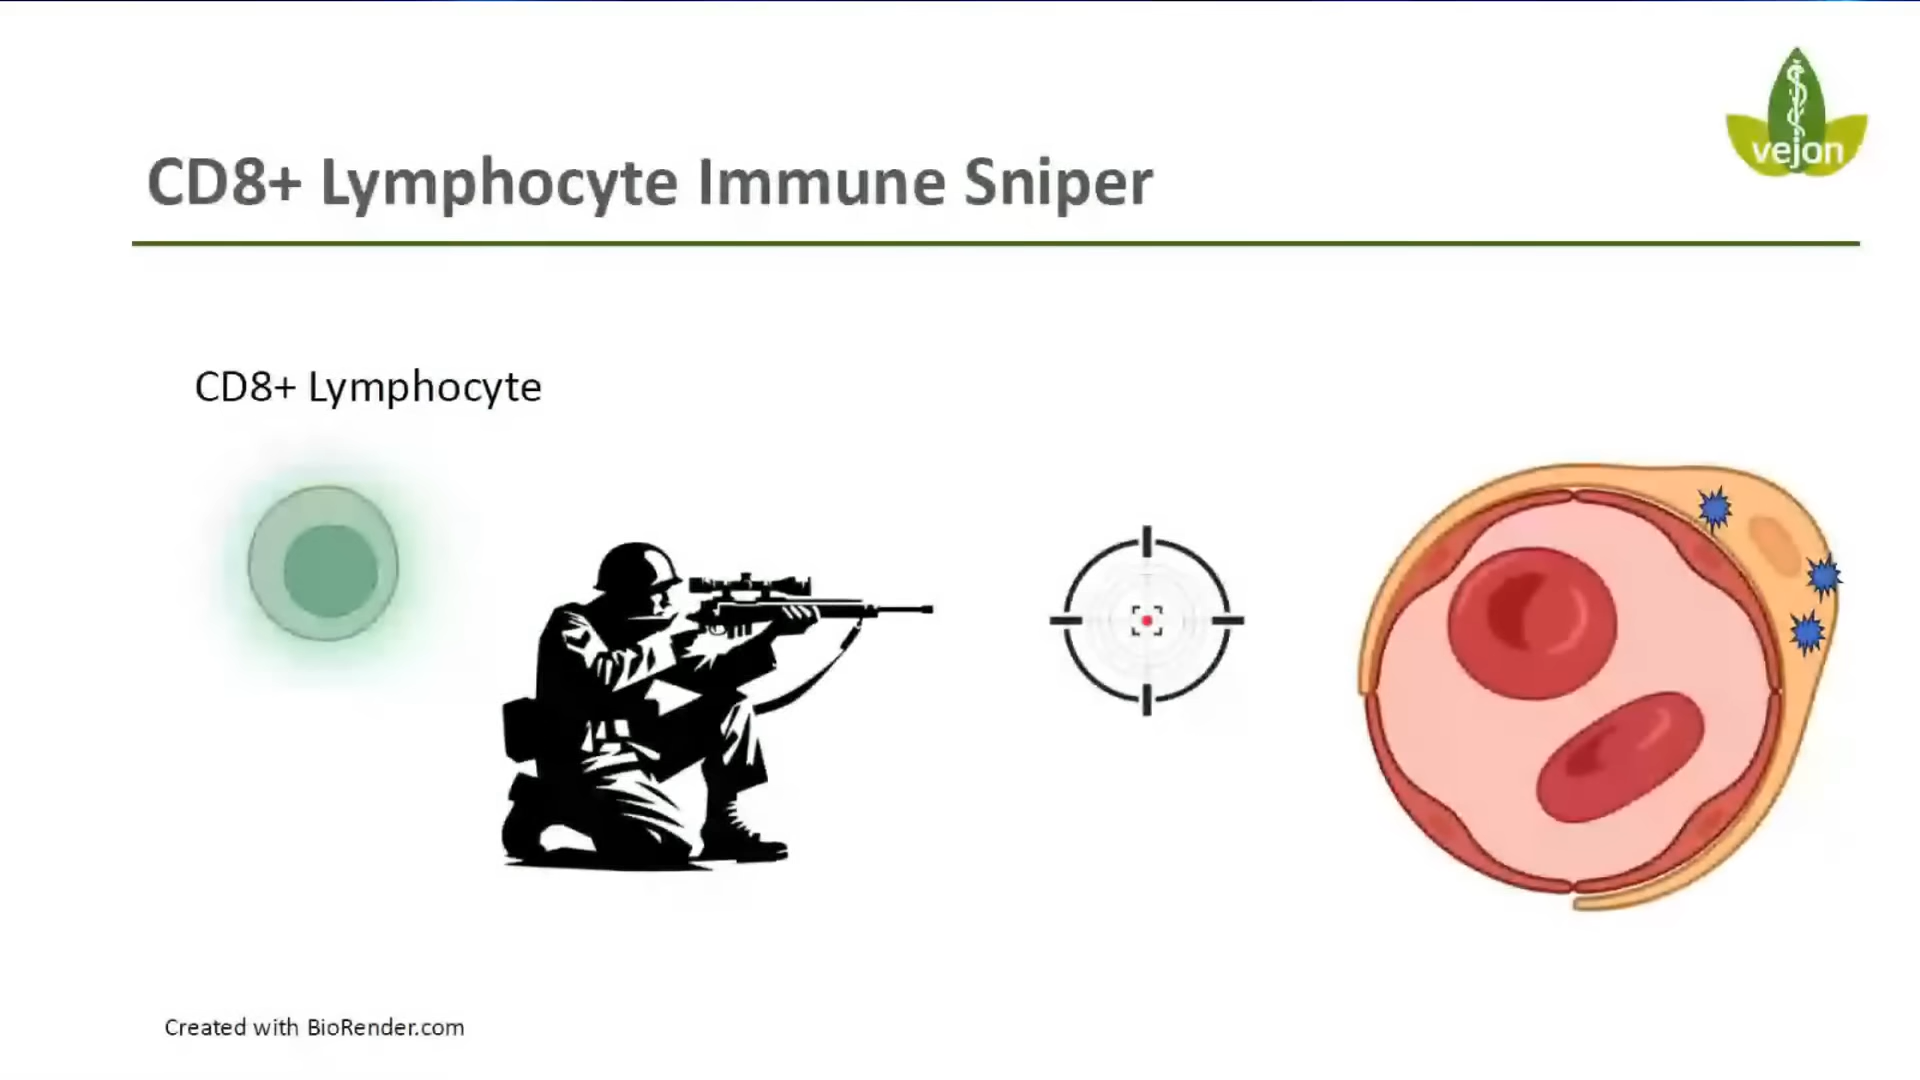 vejon
CD8+ Lymphocyte Immune Sniper
CD8+ Lymphocyte
Created with BioRender.com